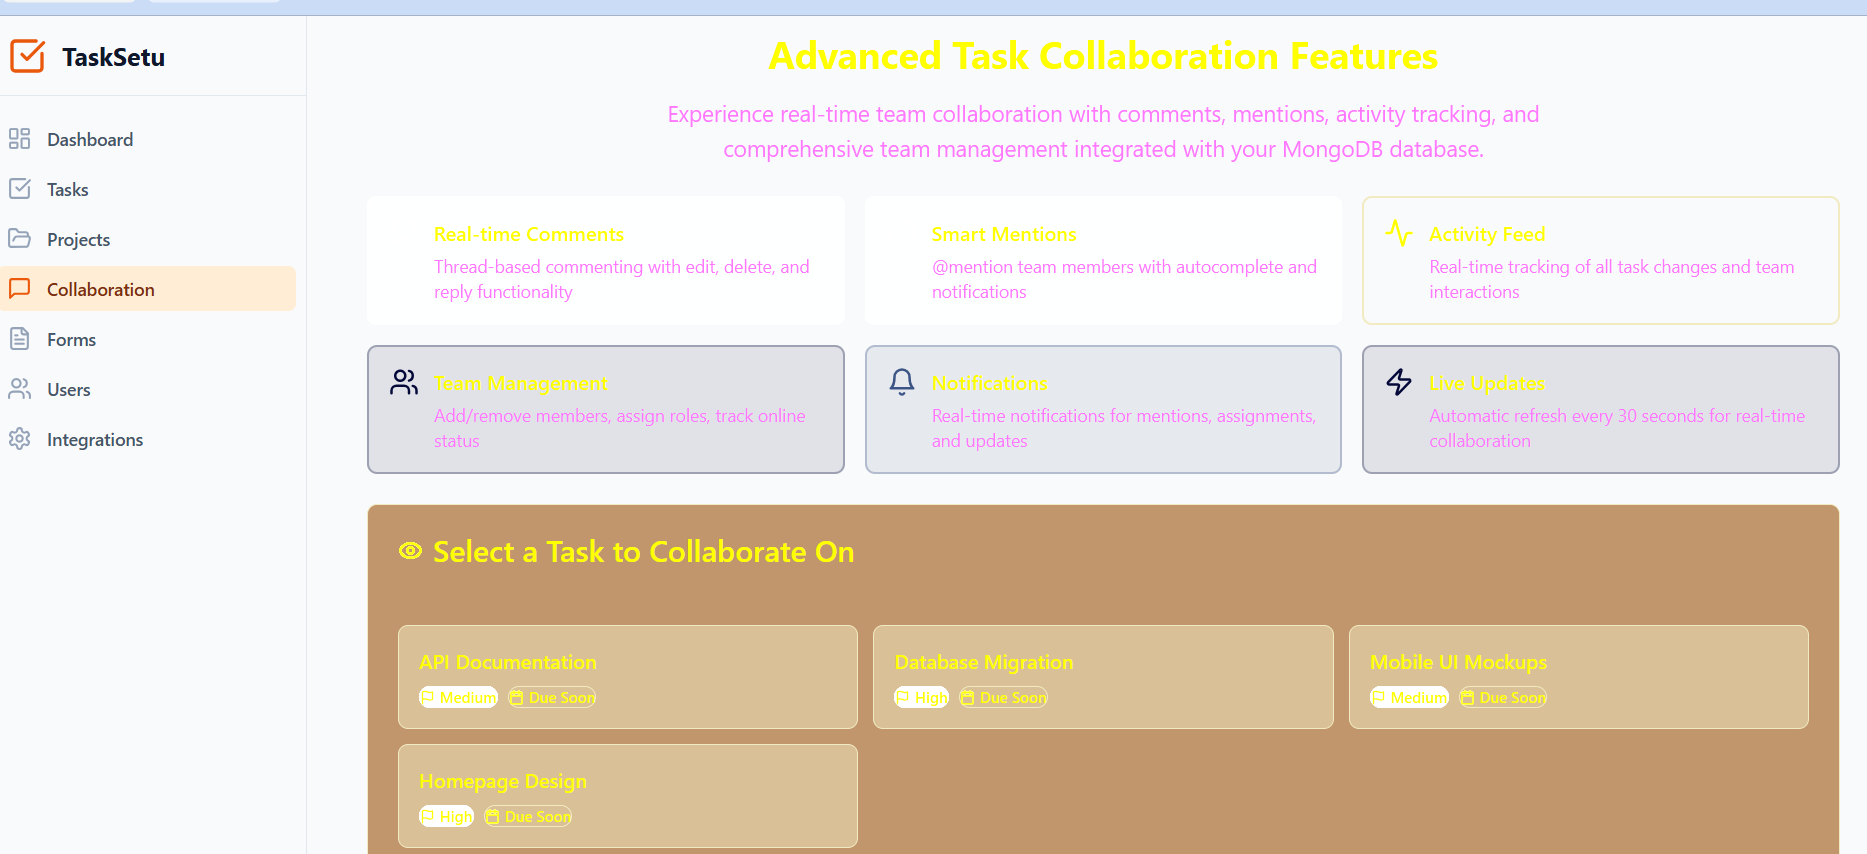 TaskSetu
Dashboard
Tasks
Projects
Collaboration
Forms
Users
Integrations
Advanced Task Collaboration Features
Experience real-time team collaboration with comments, mentions, activity tracking, and
comprehensive team management integrated with your MongoDB database.
Real-time Comments
Thread-based commenting with edit, delete, and
reply functionality
Smart Mentions
@mention team members with autocomplete and
notifications
Activity Feed
Real-time tracking of all task changes and team
interactions
Team Management
Add/remove members, assign roles, track online
status
Notifications
Real-time notifications for mentions, assignments,
and updates
Live Updates
Automatic refresh every 30 seconds for real-time
collaboration
Select a Task to Collaborate On
API Documentation
Medium Due Soon
Database Migration
High Due Soon
Mobile UI Mockups
Medium Due Soon
Homepage Design
High Due Soon